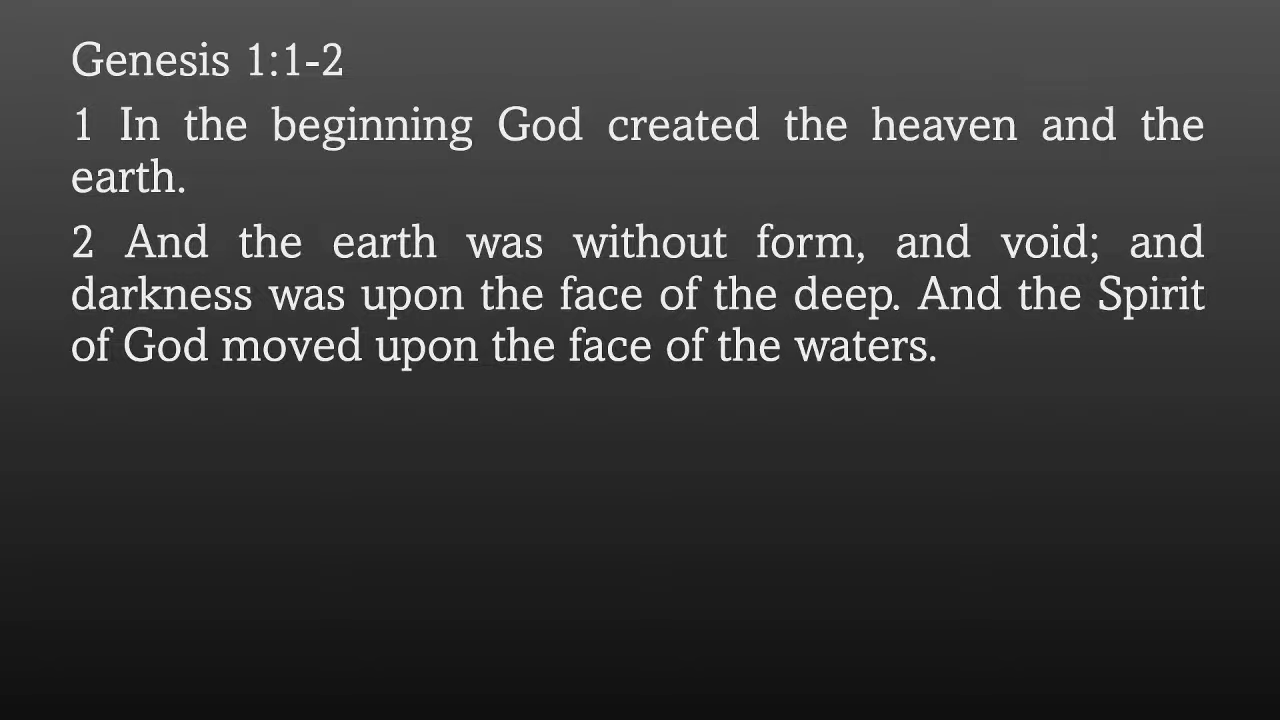 Genesis 1:1-2
1 In the beginning God created the heaven and the
earth.
2 And the earth was without form, and void; and
darkness was upon the face of the deep. And the Spirit
of God moved upon the face of the waters.